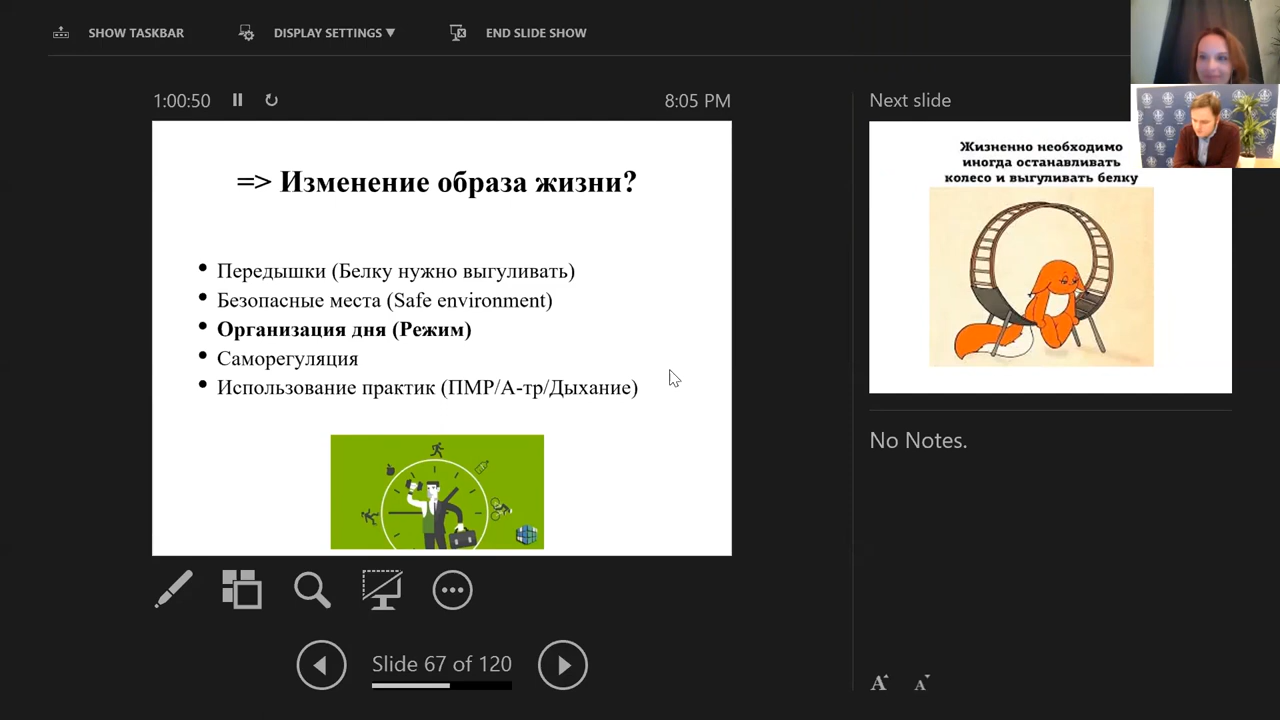 SHOW TASKBAR
DISPLAY SETTINGS ▼
END SLIDE SHOW
1:00:50
8:05 PM
=> Изменение образа жизни?
• Передышки (Белку нужно выгуливать)
• Безопасные места (Safe environment)
• Организация дня (Режим)
• Саморегуляция
• Использование практик (ПМР/А-тр/Дыхание)
Slide 67 of 120
Next slide
Жизненно необходимо
иногда останавливать
колесо и выгуливать белку
No Notes.
A A